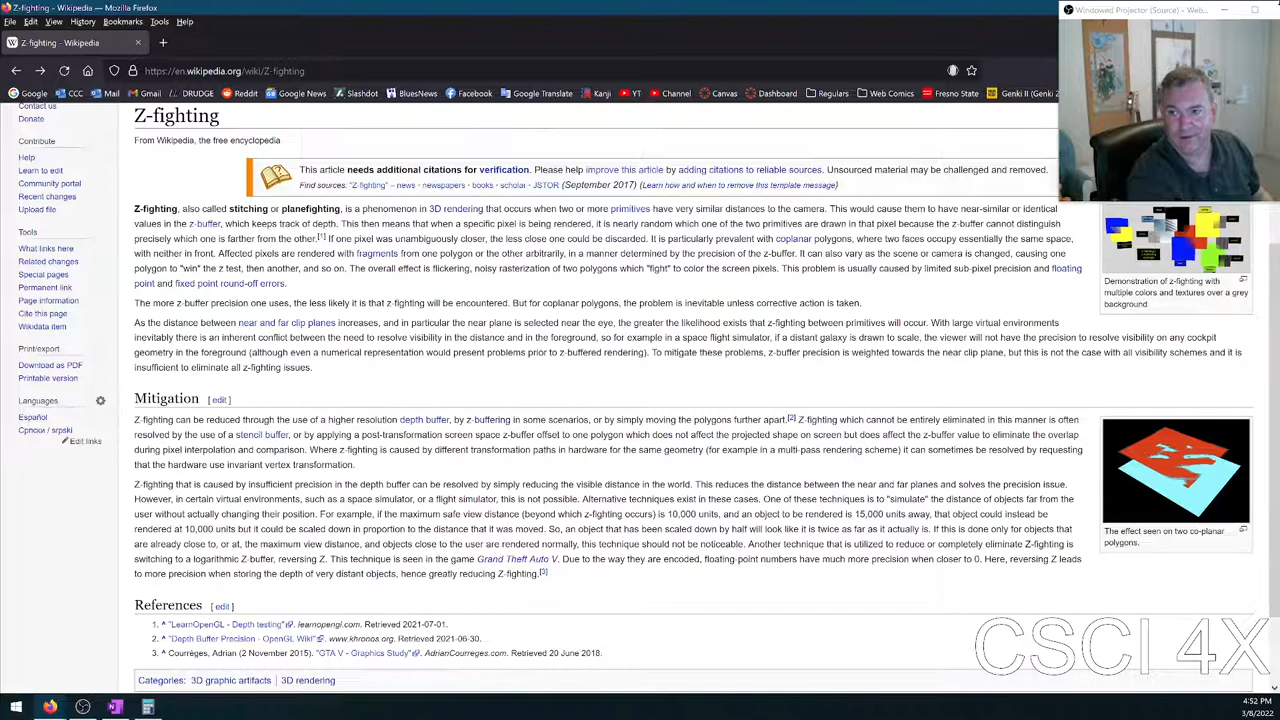 Z-fighting - Wikipedia — Mozilla Firefox
File Edit View History Bookmarks Tools Help
Windowed Projector (Source) - Web...
Z-fighting - Wikipedia
https://en.wikipedia.org/wiki/Z-fighting
Google CCC Mail Gmail DRUDGE Reddit Google News Slashdot BluesNews Facebook Google Translate Kanji YT Channel Canvas Dashboard Regulars Web Comics Fresno State Genki II (2nd
Contact us
Donate
Contribute
Help
Learn to edit
Community portal
Recent changes
Upload file
Tools
What links here
Related changes
Special pages
Permanent link
Page information
Cite this page
Wikidata item
Print/export
Download as PDF
Printable version
Languages
Español
Српски / srpski
Edit links
Z-fighting
From Wikipedia, the free encyclopedia
This article needs additional citations for verification. Please help improve this article by adding citations to reliable sources. Unsourced material may be challenged and removed.
Find sources: "Z-fighting" – news · newspapers · books · scholar · JSTOR (September 2017) (Learn how and when to remove this template message)
Z-fighting, also called stitching or planefighting, is a phenomenon in 3D rendering that occurs when two or more primitives have very similar distances to the camera. This would cause them to have near-similar or identical
values in the z-buffer, which keeps track of depth. This then means that when a specific pixel is being rendered, it is nearly random which one of the two primitives are drawn in that pixel because the z-buffer cannot distinguish
precisely which one is farther from the other.[1] If one pixel was unambiguously closer, the less close one could be discarded. It is particularly prevalent with coplanar polygons, where two faces occupy essentially the same space,
with neither in front. Affected pixels are rendered with fragments from one polygon or the other arbitrarily, in a manner determined by the precision of the z-buffer. It can also vary as the scene or camera is changed, causing one
polygon to "win" the z test, then another, and so on. The overall effect is a flickering, noisy rasterization of two polygons which "fight" to color the screen pixels. This problem is usually caused by limited sub-pixel precision and floating
point and fixed point round-off errors.
The more z-buffer precision one uses, the less likely it is that z-fighting will be encountered. But for coplanar polygons, the problem is inevitable unless corrective action is taken.
As the distance between near and far clip planes increases, and in particular the near plane is selected near the eye, the greater the likelihood exists that z-fighting between primitives will occur. With large virtual environments
inevitably there is an inherent conflict between the need to resolve visibility in the distance and in the foreground, so for example in a space flight simulator, if a distant galaxy is drawn to scale, the viewer will not have the precision to resolve visibility on any cockpit
geometry in the foreground (although even a numerical representation would present problems prior to z-buffered rendering). To mitigate these problems, z-buffer precision is weighted towards the near clip plane, but this is not the case with all visibility schemes and it is
insufficient to eliminate all z-fighting issues.
Demonstration of z-fighting with
multiple colors and textures over a grey
background
Mitigation [ edit ]
Z-fighting can be reduced through the use of a higher resolution depth buffer, by z-buffering in some scenarios, or by simply moving the polygons further apart.[2] Z-fighting which cannot be entirely eliminated in this manner is often
resolved by the use of a stencil buffer, or by applying a post-transformation screen space z-buffer offset to one polygon which does not affect the projected shape on screen but does affect the z-buffer value to eliminate the overlap
during pixel interpolation and comparison. Where z-fighting is caused by different transformation paths in hardware for the same geometry (for example in a multi-pass rendering scheme) it can sometimes be resolved by requesting
that the hardware use invariant vertex transformation.
Z-fighting that is caused by insufficient precision in the depth buffer can be resolved by simply reducing the visible distance in the world. This reduces the distance between the near and far planes and solves the precision issue.
However, in certain virtual environments, such as a space simulator, or a flight simulator, this is not possible. Alternative techniques exist in these cases. One of these techniques is to "simulate" the distance of objects far from the
user without actually changing their position. For example, if the maximum safe view distance (beyond which z-fighting occurs) is 10,000 units, and an object to be rendered is 15,000 units away, that object could instead be
rendered at 10,000 units but it could be scaled down in proportion to the distance that it was moved. So, an object that has been scaled down by half will look like it is twice as far as it actually is. If this is done only for objects that
are already close to, or at, the maximum view distance, and objects near the user are rendered normally, this technique should not be noticeable. Another technique that is utilized to reduce or completely eliminate Z-fighting is
switching to a logarithmic Z-buffer, reversing Z. This technique is seen in the game Grand Theft Auto V. Due to the way they are encoded, floating-point numbers have much more precision when closer to 0. Here, reversing Z leads
to more precision when storing the depth of very distant objects, hence greatly reducing Z-fighting.[3]
The effect seen on two co-planar
polygons.
References [ edit ]
1. ^ "LearnOpenGL - Depth testing". learnopengl.com. Retrieved 2021-07-01.
2. ^ "Depth Buffer Precision - OpenGL Wiki". www.khronos.org. Retrieved 2021-06-30.
3. ^ Courrèges, Adrian (2 November 2015). "GTA V - Graphics Study". AdrianCourreges.com. Retrieved 20 June 2018.
Categories: 3D graphic artifacts | 3D rendering
CSCI 4X
4:52 PM
3/8/2022